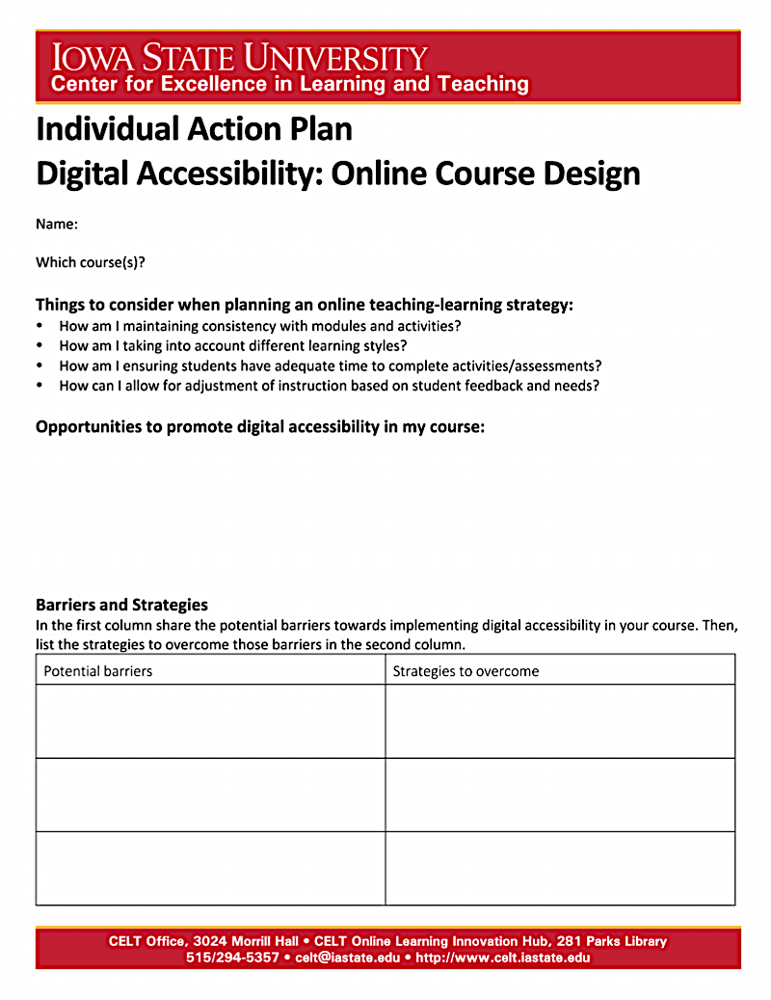 IOWA STATE UNIVERSITY
Center for Excellence in Learning and Teaching
Individual Action Plan
Digital Accessibility: Online Course Design
Name:
Which course(s)?
Things to consider when planning an online teaching-learning strategy:
• How am I maintaining consistency with modules and activities?
• How am I taking into account different learning styles?
• How am I ensuring students have adequate time to complete activities/assessments?
• How can I allow for adjustment of instruction based on student feedback and needs?
Opportunities to promote digital accessibility in my course:
Barriers and Strategies
In the first column share the potential barriers towards implementing digital accessibility in your course. Then,
list the strategies to overcome those barriers in the second column.
Potential barriers
Strategies to overcome
CELT Office, 3024 Morrill Hall • CELT Online Learning Innovation Hub, 281 Parks Library
515/294-5357 • celt@iastate.edu • http://www.celt.iastate.edu